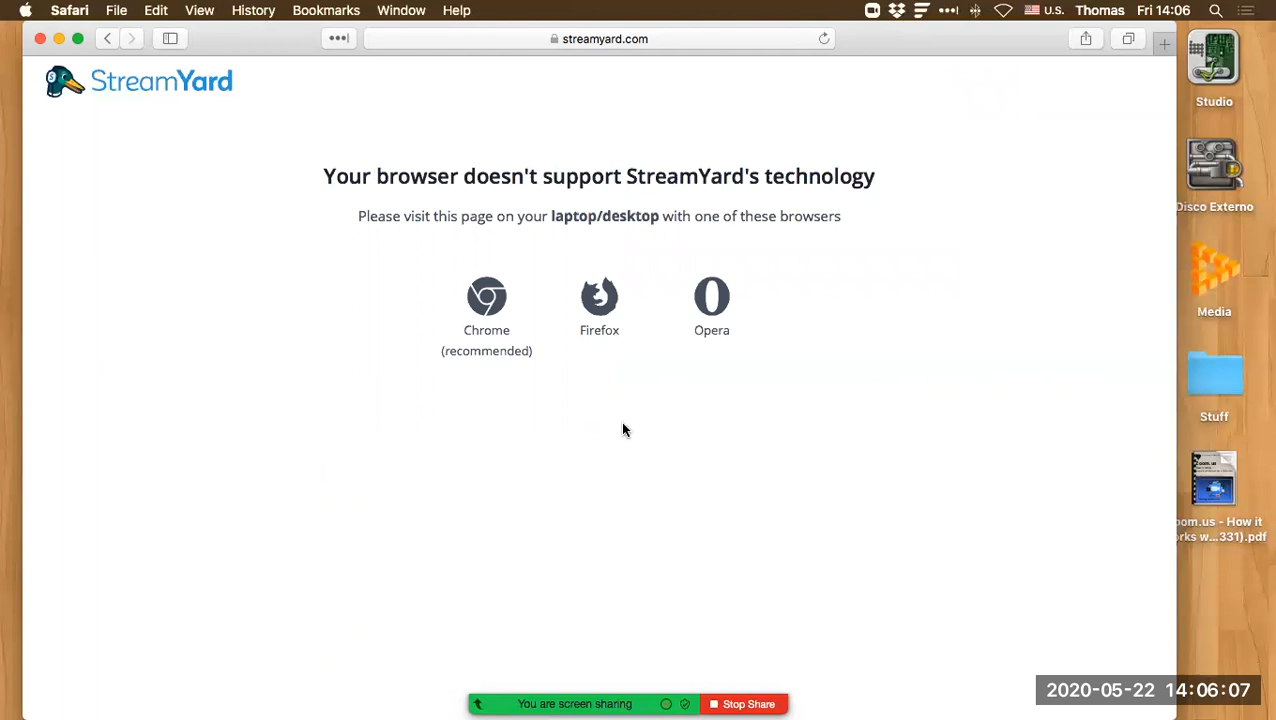 Safari File Edit View History Bookmarks Window Help U.S. Thomas Fri 14:06
streamyard.com
StreamYard
Studio
Your browser doesn't support StreamYard's technology
Please visit this page on your laptop/desktop with one of these browsers
Disco Externo
Chrome
(recommended)
Firefox
Opera
Media
Stuff
oom.us - How it
rks w...331).pdf
2020-05-22 14:06:07
You are screen sharing Stop Share